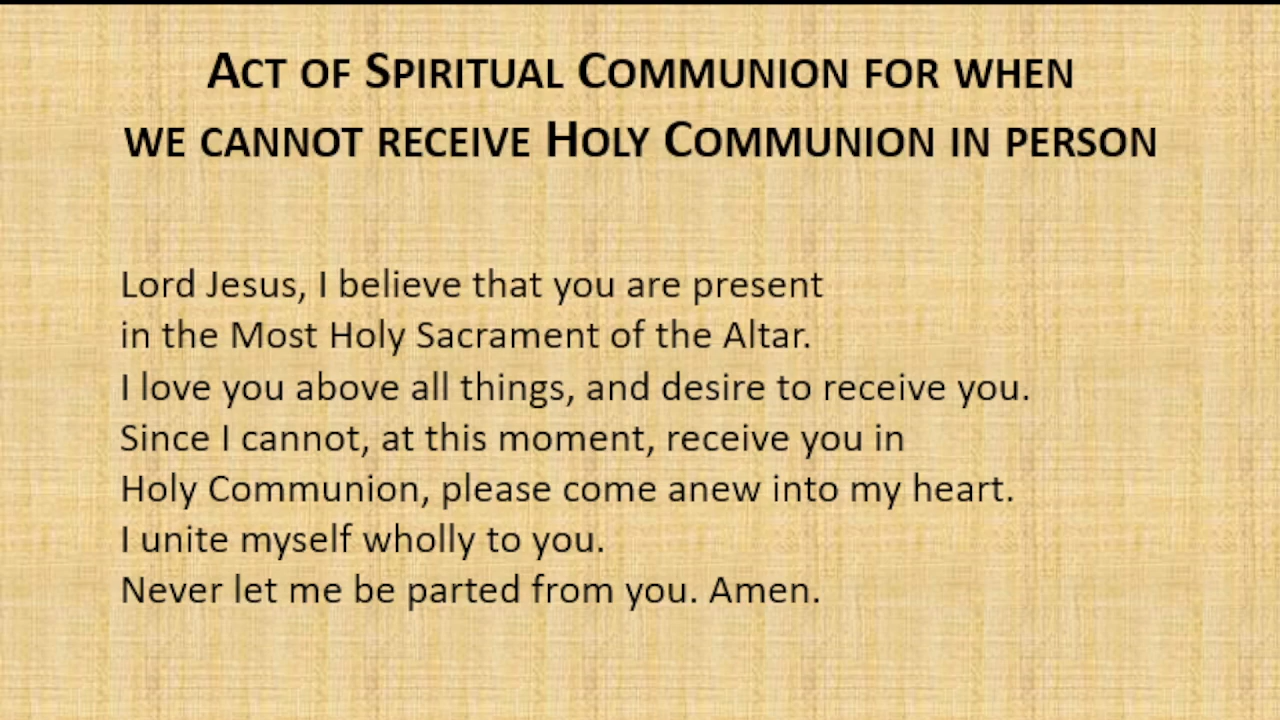 Act of Spiritual Communion for when
we cannot receive Holy Communion in person
Lord Jesus, I believe that you are present
in the Most Holy Sacrament of the Altar.
I love you above all things, and desire to receive you.
Since I cannot, at this moment, receive you in
Holy Communion, please come anew into my heart.
I unite myself wholly to you.
Never let me be parted from you. Amen.